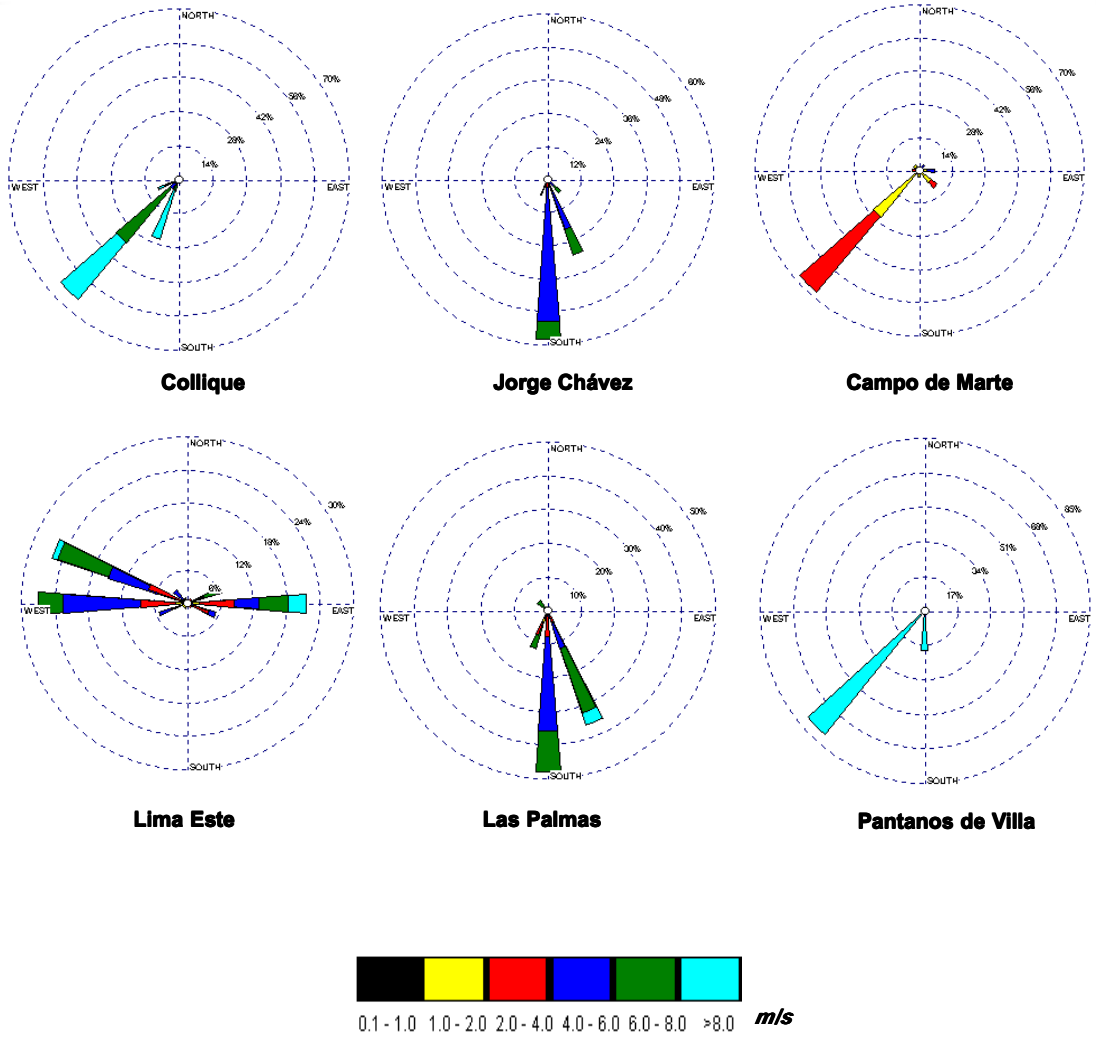 NORTH
70%
56%
42%
28%
14%
WEST
EAST
SOUTH
Collique
NORTH
60%
48%
36%
24%
12%
WEST
EAST
SOUTH
Jorge Chávez
NORTH
70%
56%
42%
28%
14%
WEST
EAST
SOUTH
Campo de Marte
NORTH
30%
24%
18%
12%
6%
WEST
EAST
SOUTH
Lima Este
NORTH
50%
40%
30%
20%
10%
WEST
EAST
SOUTH
Las Palmas
NORTH
85%
68%
51%
34%
17%
WEST
EAST
SOUTH
Pantanos de Villa
0.1 - 1.0 1.0 - 2.0 2.0 - 4.0 4.0 - 6.0 6.0 - 8.0 >8.0 m/s